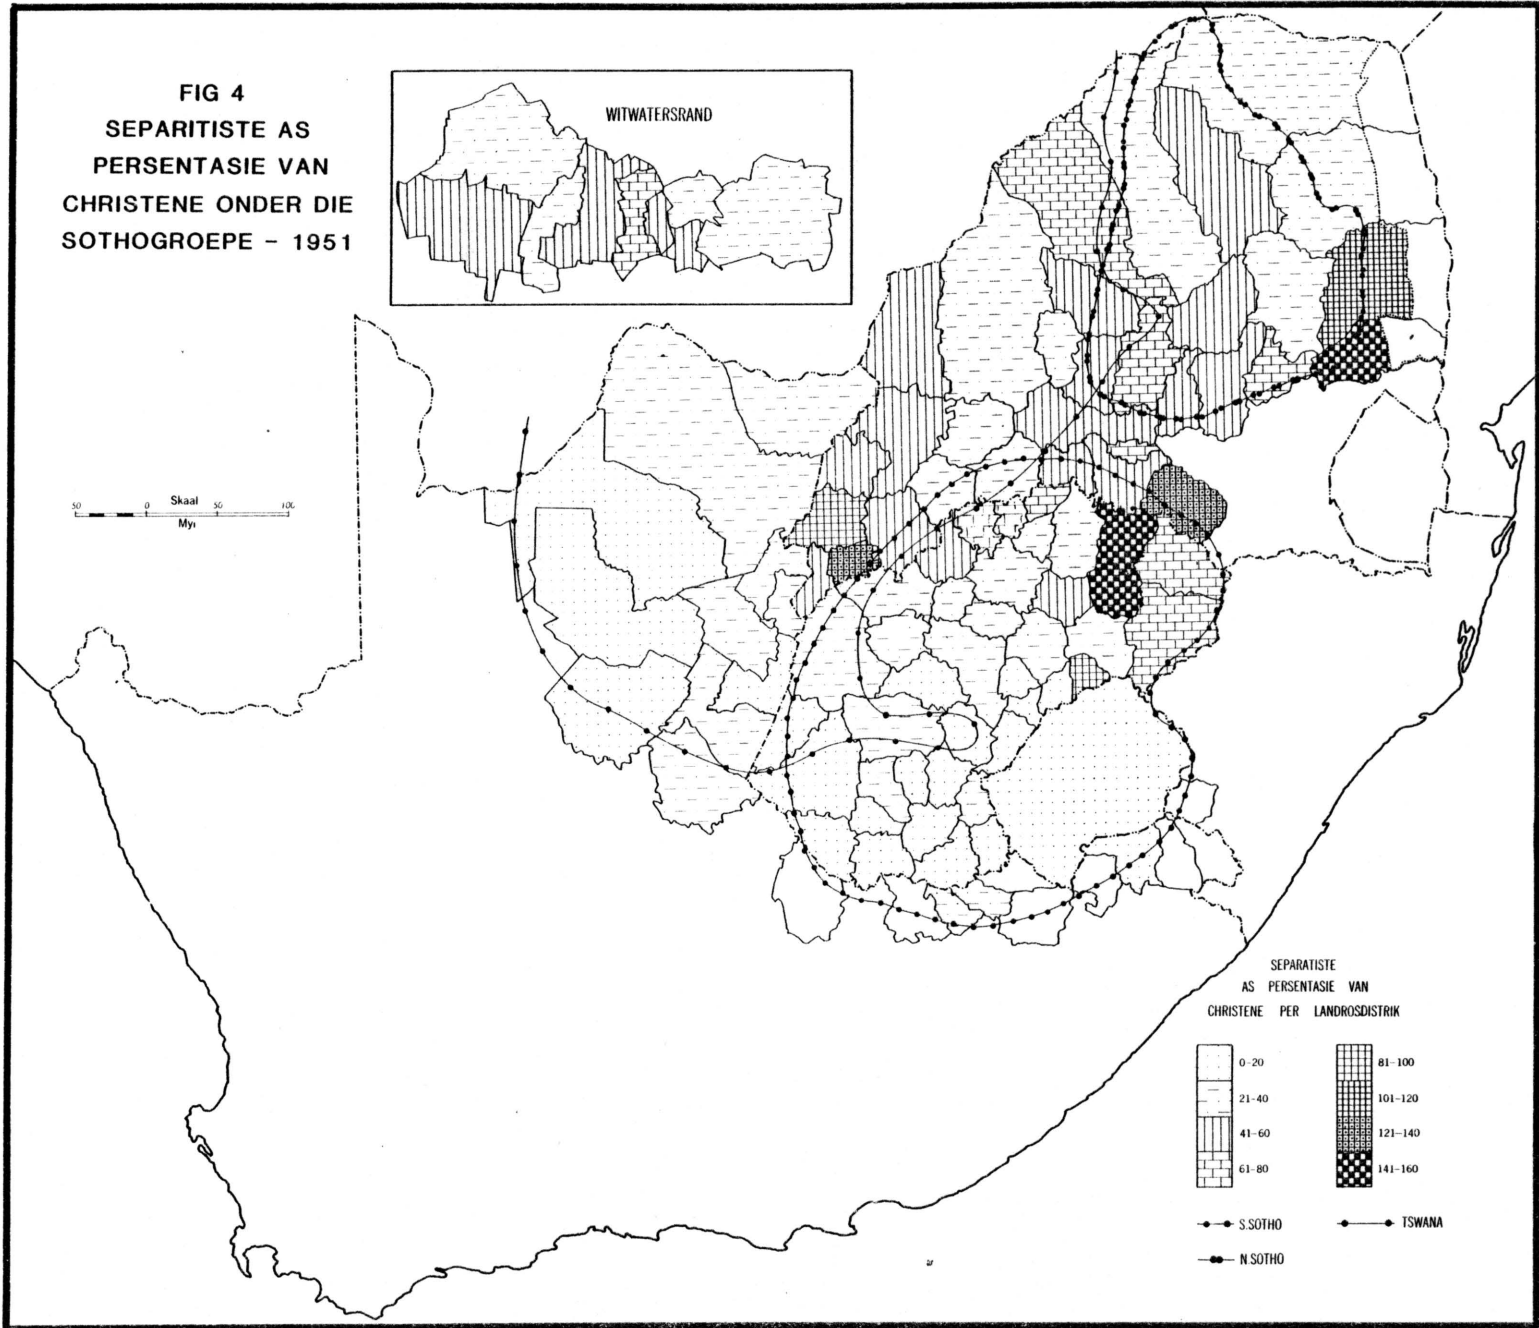 FIG 4
SEPARITISTE AS
PERSENTASIE VAN
CHRISTENE ONDER DIE
SOTHOGROEPE - 1951
WITWATERSRAND
Skaal
50 0 50 100
Myl
SEPARATISTE
AS PERSENTASIE VAN
CHRISTENE PER LANDROSDISTRIK
0-20 81-100
21-40 101-120
41-60 121-140
61-80 141-160
S.SOTHO TSWANA
N.SOTHO